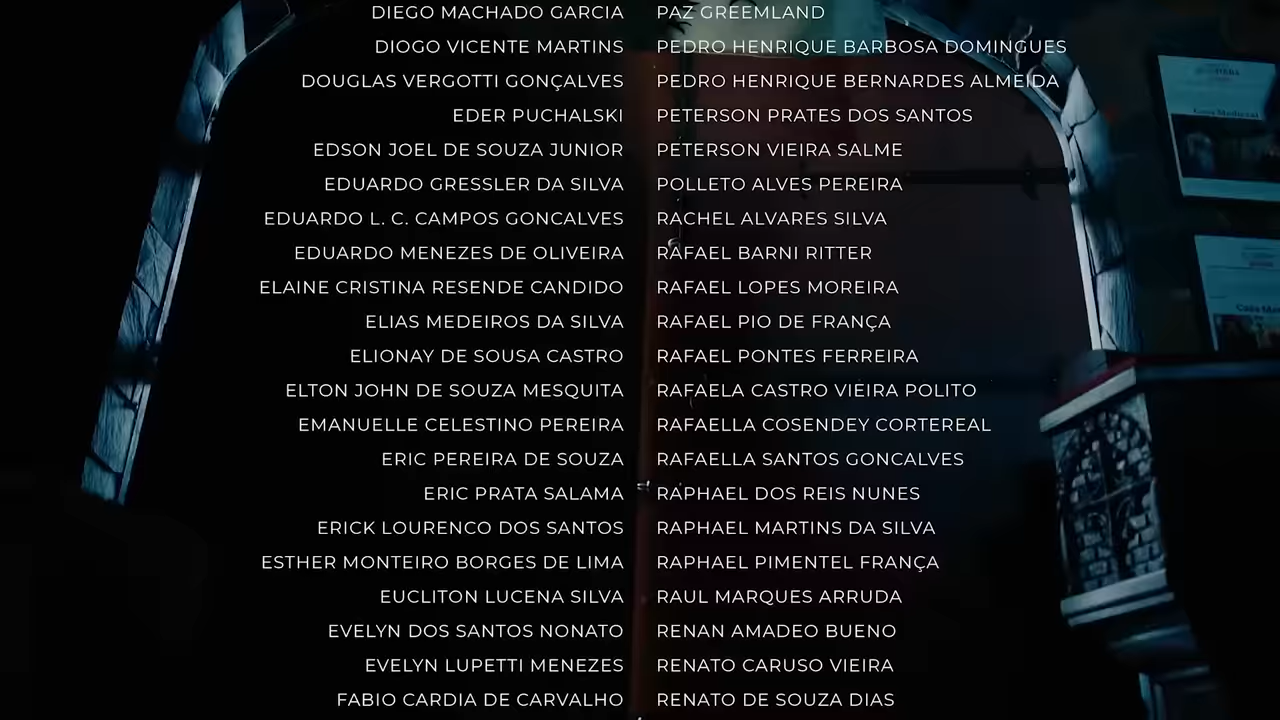 DIEGO MACHADO GARCIA
DIOGO VICENTE MARTINS
DOUGLAS VERGOTTI GONÇALVES
EDER PUCHALSKI
EDSON JOEL DE SOUZA JUNIOR
EDUARDO GRESSLER DA SILVA
EDUARDO L. C. CAMPOS GONCALVES
EDUARDO MENEZES DE OLIVEIRA
ELAINE CRISTINA RESENDE CANDIDO
ELIAS MEDEIROS DA SILVA
ELIONAY DE SOUSA CASTRO
ELTON JOHN DE SOUZA MESQUITA
EMANUELLE CELESTINO PEREIRA
ERIC PEREIRA DE SOUZA
ERIC PRATA SALAMA
ERICK LOURENCO DOS SANTOS
ESTHER MONTEIRO BORGES DE LIMA
EUCLITON LUCENA SILVA
EVELYN DOS SANTOS NONATO
EVELYN LUPETTI MENEZES
FABIO CARDIA DE CARVALHO
PAZ GREEMLAND
PEDRO HENRIQUE BARBOSA DOMINGUES
PEDRO HENRIQUE BERNARDES ALMEIDA
PETERSON PRATES DOS SANTOS
PETERSON VIEIRA SALME
POLLETO ALVES PEREIRA
RACHEL ALVARES SILVA
RAFAEL BARNI RITTER
RAFAEL LOPES MOREIRA
RAFAEL PIO DE FRANÇA
RAFAEL PONTES FERREIRA
RAFAELA CASTRO VIEIRA POLITO
RAFAELLA COSENDEY CORTEREAL
RAFAELLA SANTOS GONCALVES
RAPHAEL DOS REIS NUNES
RAPHAEL MARTINS DA SILVA
RAPHAEL PIMENTEL FRANÇA
RAUL MARQUES ARRUDA
RENAN AMADEO BUENO
RENATO CARUSO VIEIRA
RENATO DE SOUZA DIAS